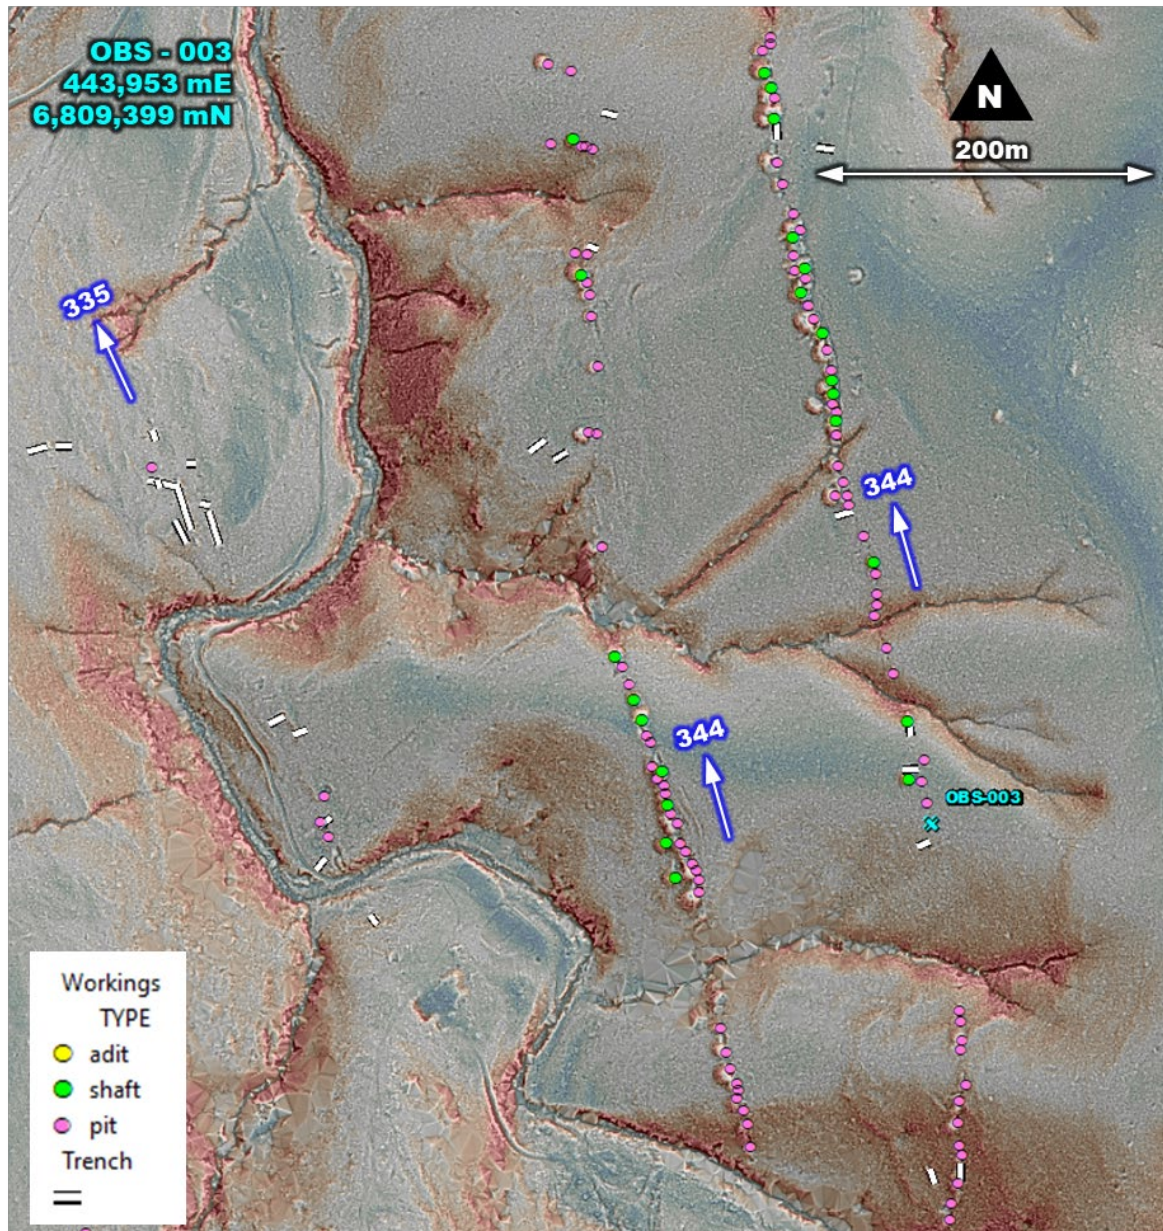 OBS - 003
443,953 mE
6,809,399 mN
N
200m
335
344
344
OBS-003
Workings
TYPE
adit
shaft
pit
Trench